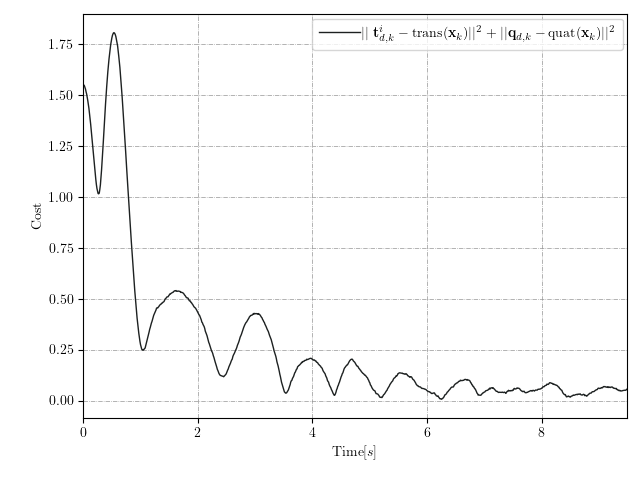 || t^i_{d,k} − trans(x_k)||^2 + ||q_{d,k} − quat(x_k)||^2
1.75
1.50
1.25
1.00
0.75
0.50
0.25
0.00
Cost
0 2 4 6 8
Time[s]